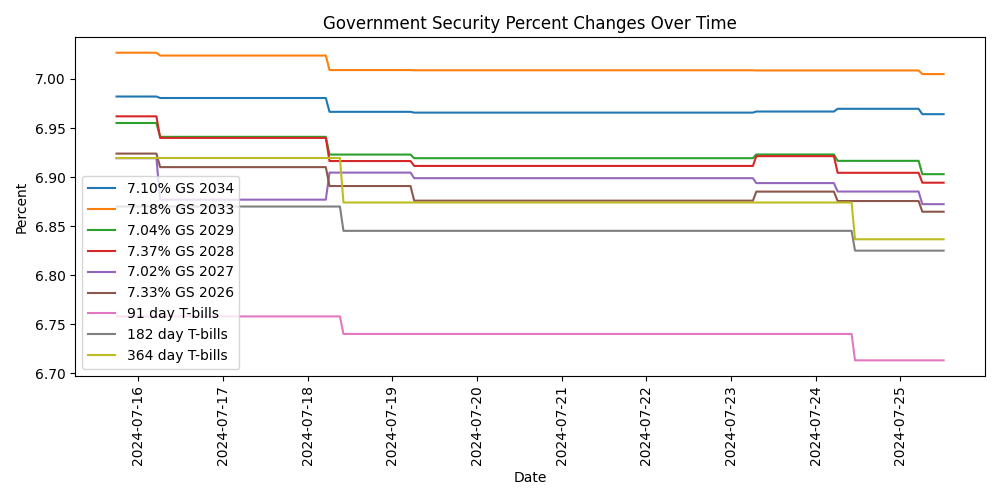 Government Security Percent Changes Over Time
Percent
7.00
6.95
6.90
6.85
6.80
6.75
6.70
7.10% GS 2034
7.18% GS 2033
7.04% GS 2029
7.37% GS 2028
7.02% GS 2027
7.33% GS 2026
91 day T-bills
182 day T-bills
364 day T-bills
2024-07-16
2024-07-17
2024-07-18
2024-07-19
2024-07-20
2024-07-21
2024-07-22
2024-07-23
2024-07-24
2024-07-25
Date